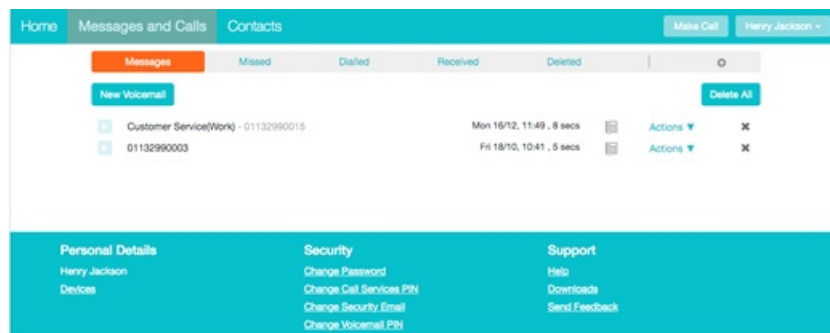 Home Messages and Calls Contacts Make Call Henry Jackson
Messages Missed Dialled Received Deleted
New Voicemail Delete All
Customer Service(Work) - 01132990015 Mon 16/12, 11:49 , 8 secs Actions ▼
01132990003 Fri 18/10, 10:41 , 5 secs Actions ▼
Personal Details Security Support
Henry Jackson Change Password Help
Devices Change Call Services PIN Downloads
Change Security Email Send Feedback
Change Voicemail PIN